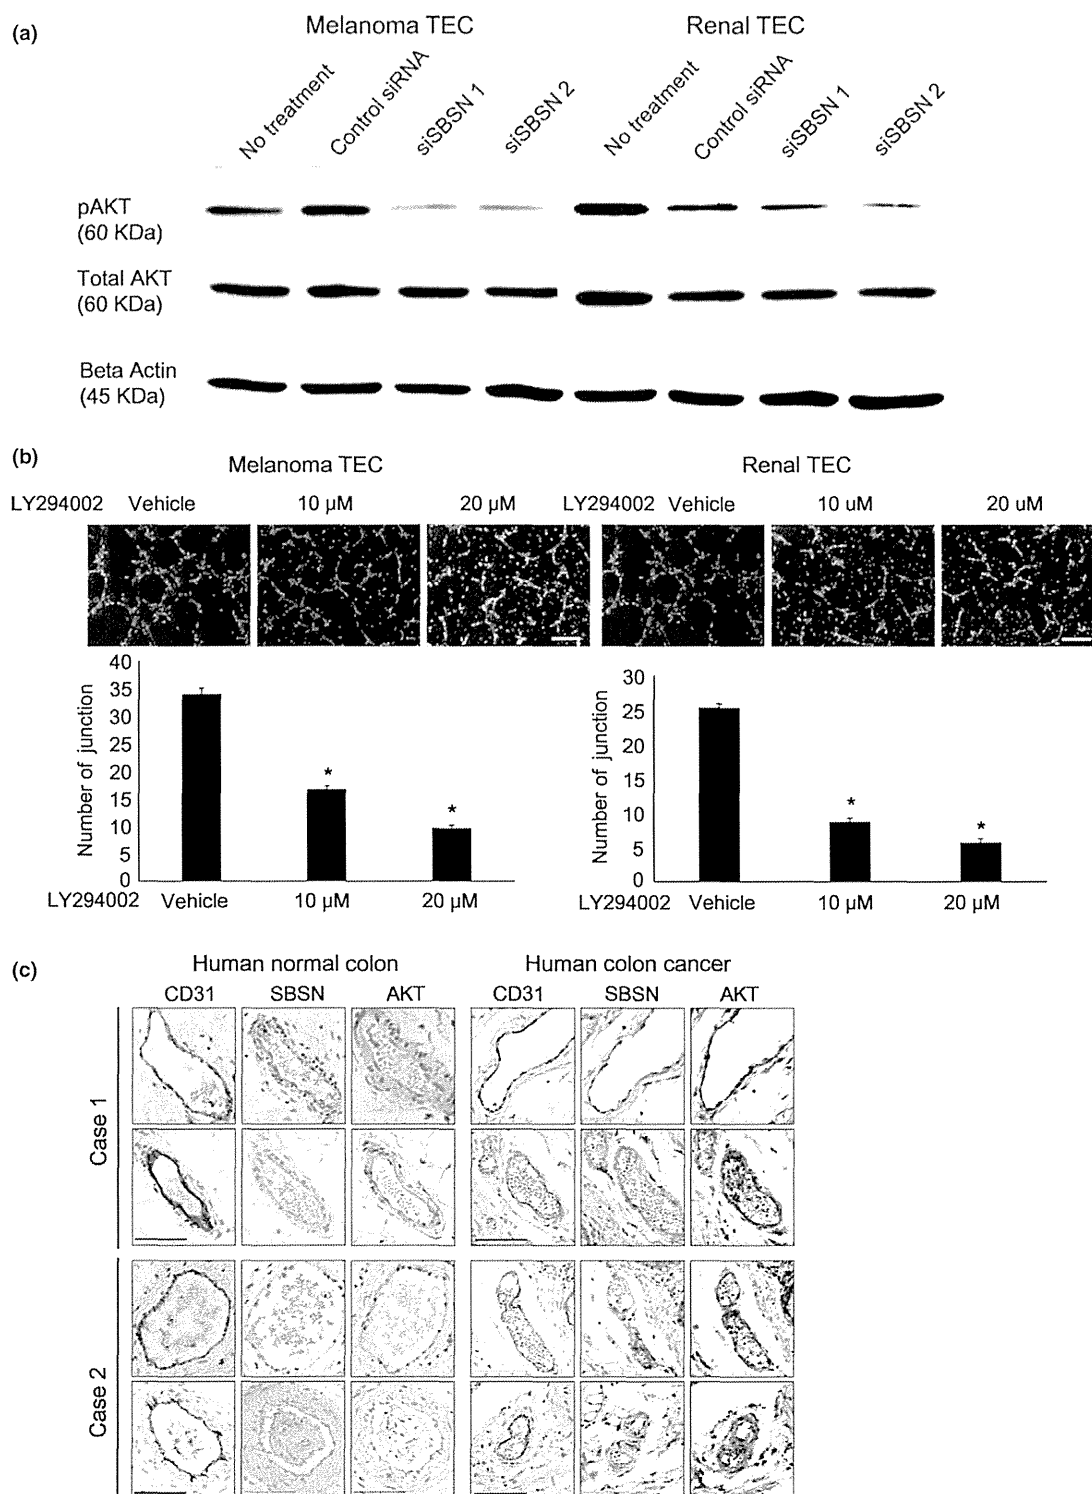 (a)
Melanoma TEC Renal TEC
No treatment Control siRNA siSBSN 1 siSBSN 2 No treatment Control siRNA siSBSN 1 siSBSN 2
pAKT
(60 KDa)
Total AKT
(60 KDa)
Beta Actin
(45 KDa)
(b)
Melanoma TEC Renal TEC
LY294002 Vehicle 10 µM 20 µM LY294002 Vehicle 10 uM 20 uM
Number of junction
40
35
30
25
20
15
10
5
0
* *
LY294002 Vehicle 10 µM 20 µM
Number of junction
30
25
20
15
10
5
0
* *
LY294002 Vehicle 10 µM 20 µM
(c)
Human normal colon Human colon cancer
CD31 SBSN AKT CD31 SBSN AKT
Case 1
Case 2